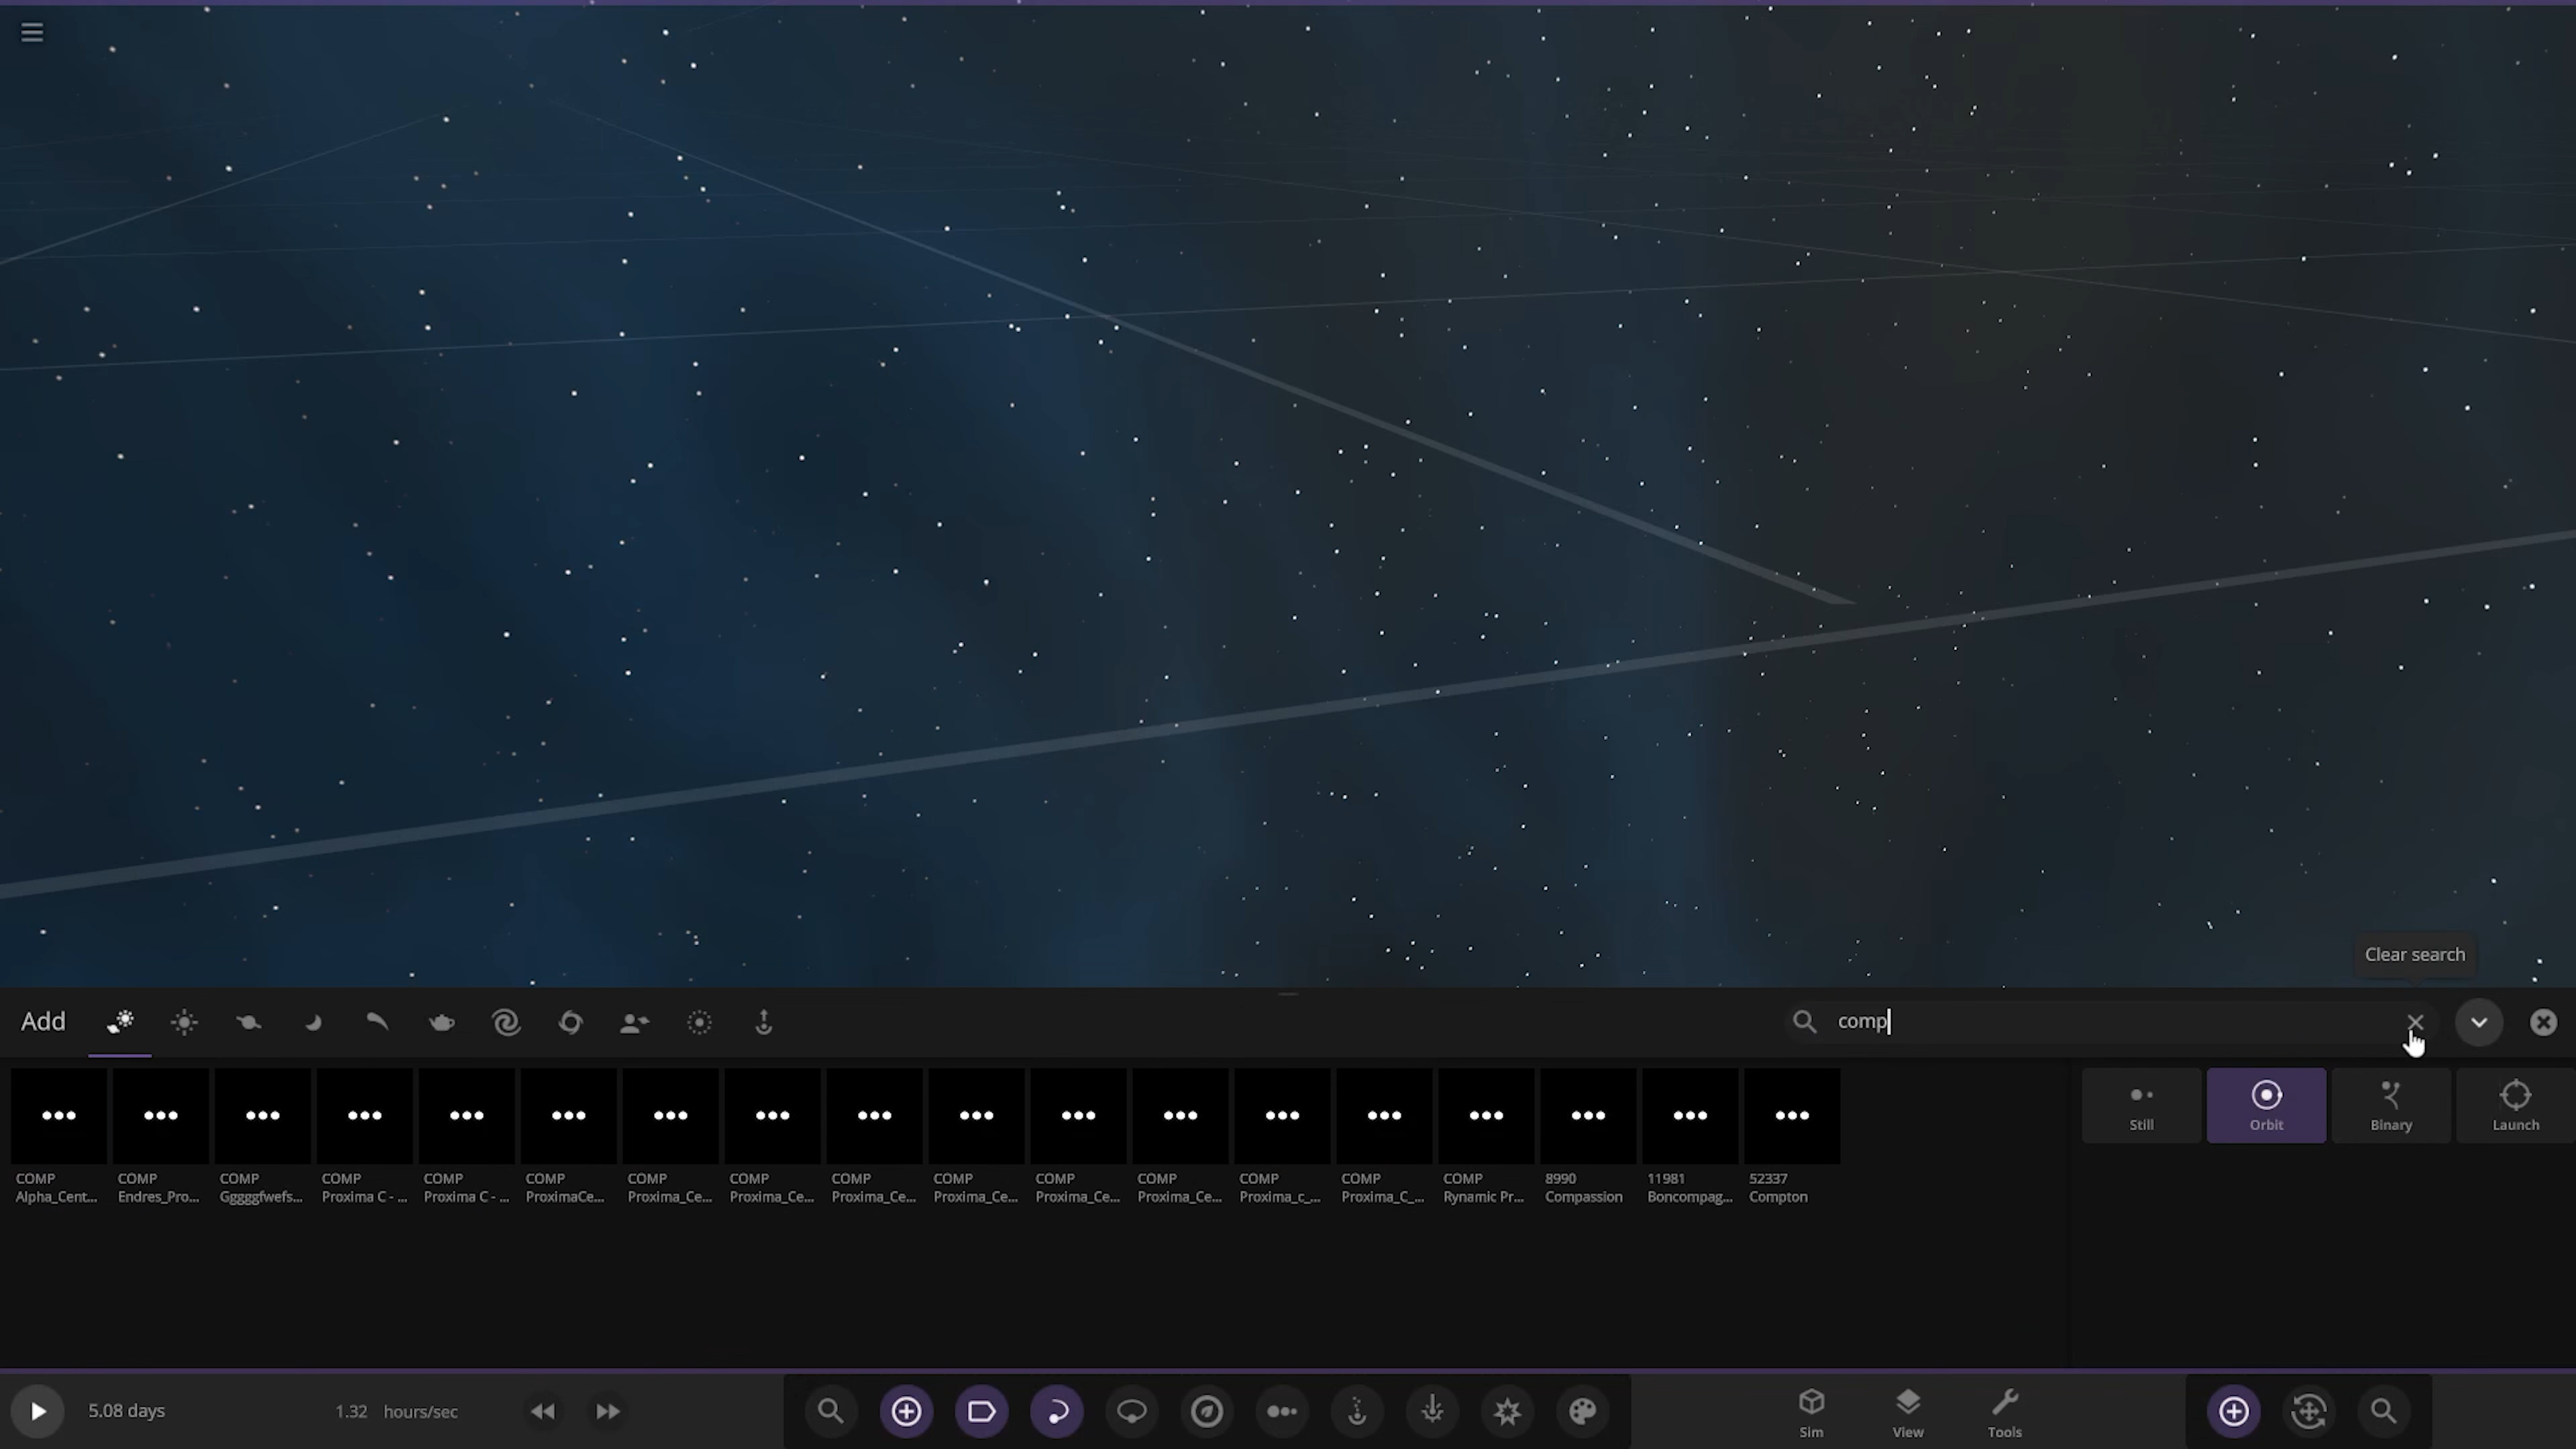 Clear search
Add
comp
COMP
Alpha_Cent...
COMP
Endres_Pro...
COMP
Gggggfwefs...
COMP
Proxima C - ...
COMP
Proxima C - ...
COMP
ProximaCe...
COMP
Proxima_Ce...
COMP
Proxima_Ce...
COMP
Proxima_Ce...
COMP
Proxima_Ce...
COMP
Proxima_Ce...
COMP
Proxima_Ce...
COMP
Proxima_c_...
COMP
Proxima_C_...
COMP
Rynamic Pr...
8990
Compassion
11981
Boncompag...
52337
Compton
Still
Orbit
Binary
Launch
5.08 days
1.32 hours/sec
Sim
View
Tools